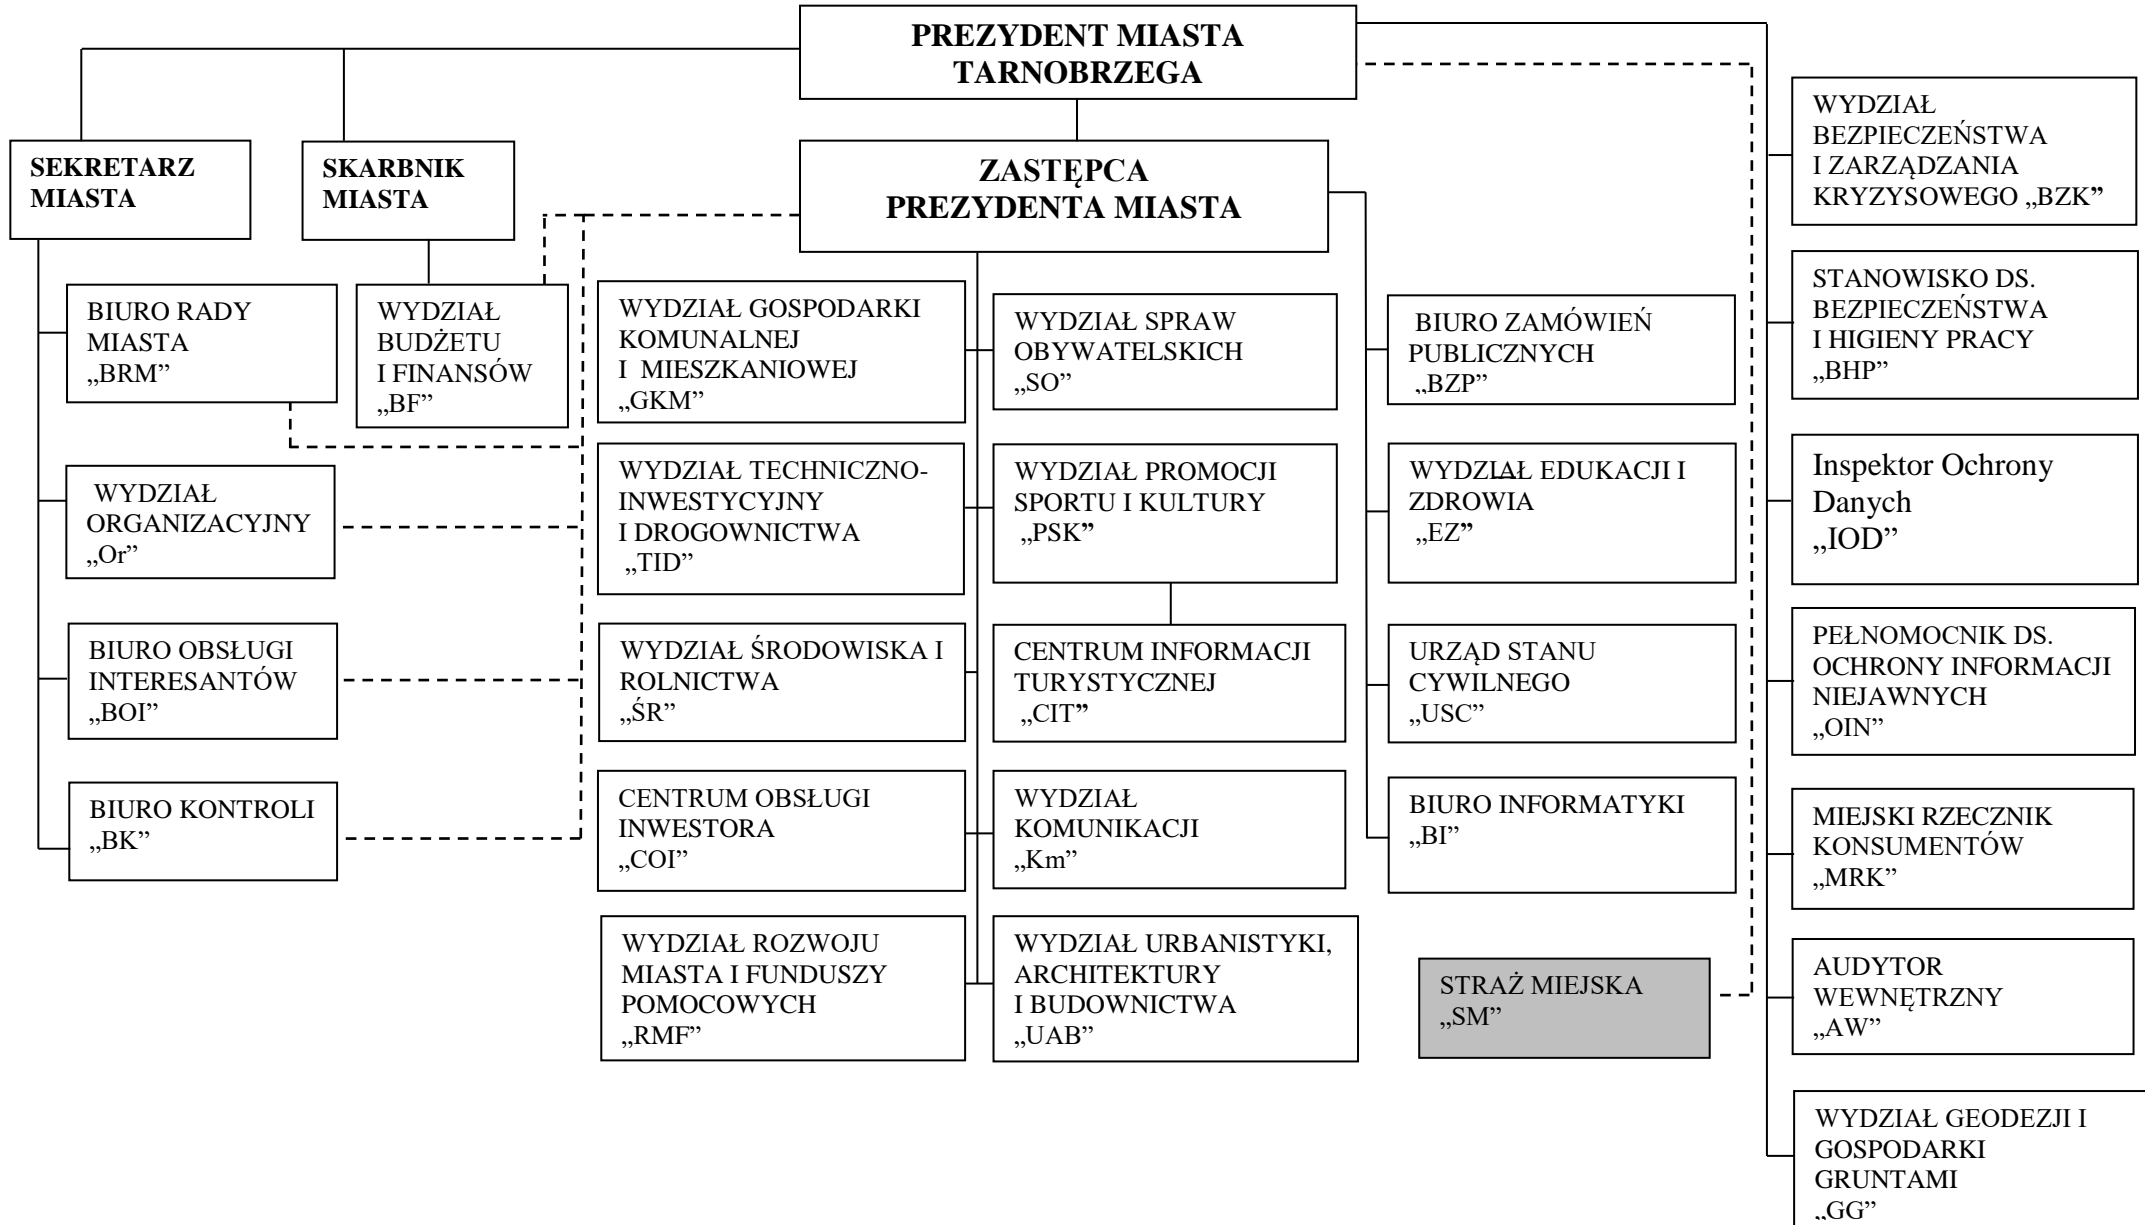 PREZYDENT MIASTA
TARNOBRZEGA
SEKRETARZ
MIASTA
SKARBNIK
MIASTA
ZASTĘPCA
PREZYDENTA MIASTA
BIURO RADY
MIASTA
„BRM”
WYDZIAŁ
ORGANIZACYJNY
„Or”
BIURO OBSŁUGI
INTERESANTÓW
„BOI”
BIURO KONTROLI
„BK”
WYDZIAŁ
BUDŻETU
I FINANSÓW
„BF”
WYDZIAŁ GOSPODARKI
KOMUNALNEJ
I MIESZKANIOWEJ
„GKM”
WYDZIAŁ TECHNICZNO-
INWESTYCYJNY
I DROGOWNICTWA
„TID”
WYDZIAŁ ŚRODOWISKA I
ROLNICTWA
„ŚR”
CENTRUM OBSŁUGI
INWESTORA
„COI”
WYDZIAŁ ROZWOJU
MIASTA I FUNDUSZY
POMOCOWYCH
„RMF”
WYDZIAŁ SPRAW
OBYWATELSKICH
„SO”
WYDZIAŁ PROMOCJI
SPORTU I KULTURY
„PSK”
CENTRUM INFORMACJI
TURYSTYCZNEJ
„CIT”
WYDZIAŁ
KOMUNIKACJI
„Km”
WYDZIAŁ URBANISTYKI,
ARCHITEKTURY
I BUDOWNICTWA
„UAB”
BIURO ZAMÓWIEŃ
PUBLICZNYCH
„BZP”
WYDZIAŁ EDUKACJI I
ZDROWIA
„EZ”
URZĄD STANU
CYWILNEGO
„USC”
BIURO INFORMATYKI
„BI”
STRAŻ MIEJSKA
„SM”
WYDZIAŁ
BEZPIECZEŃSTWA
I ZARZĄDZANIA
KRYZYSOWEGO „BZK”
STANOWISKO DS.
BEZPIECZEŃSTWA
I HIGIENY PRACY
„BHP”
Inspektor Ochrony
Danych
„IOD”
PEŁNOMOCNIK DS.
OCHRONY INFORMACJI
NIEJAWNYCH
„OIN”
MIEJSKI RZECZNIK
KONSUMENTÓW
„MRK”
AUDYTOR
WEWNĘTRZNY
„AW”
WYDZIAŁ GEODEZJI I
GOSPODARKI
GRUNTAMI
„GG”